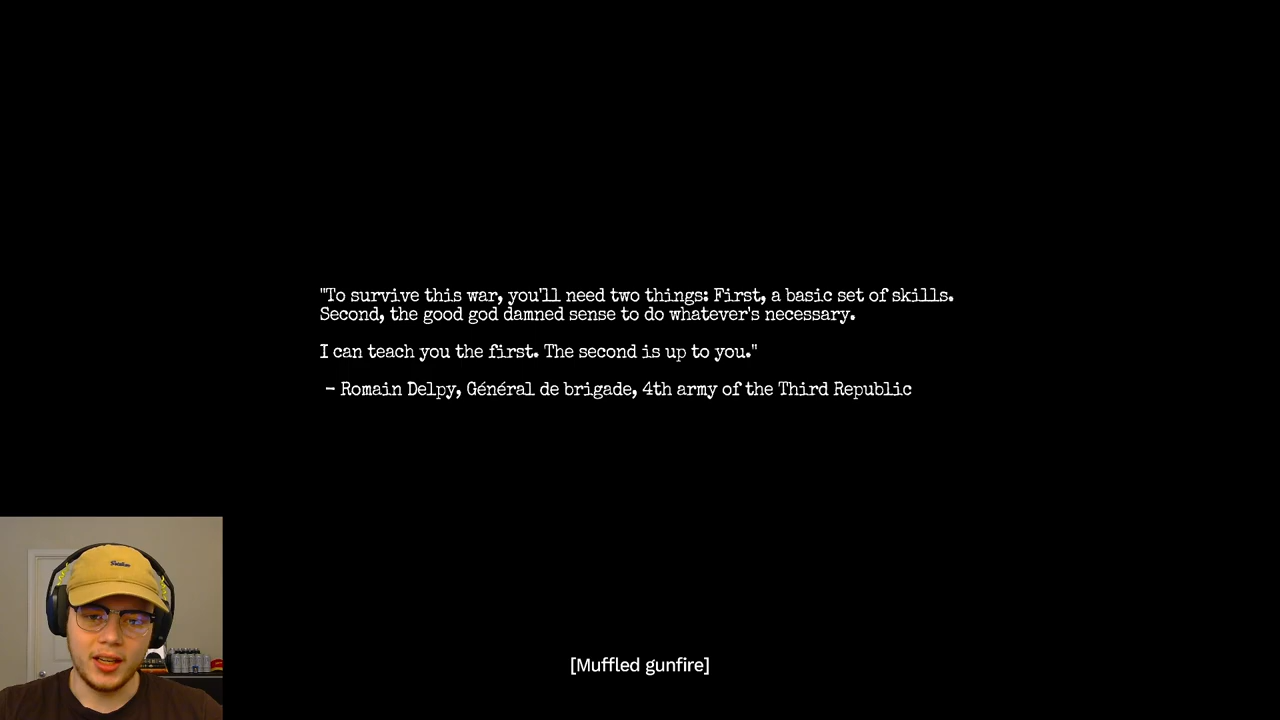 "To survive this war, you'll need two things: First, a basic set of skills.
Second, the good god damned sense to do whatever's necessary.
I can teach you the first. The second is up to you."
– Romain Delpy, Général de brigade, 4th army of the Third Republic
[Muffled gunfire]